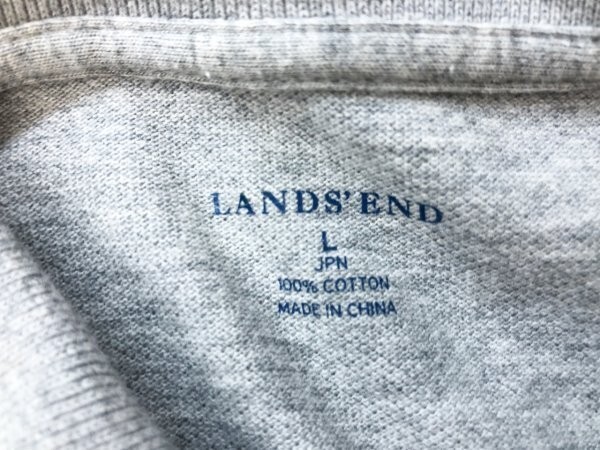 LANDS' END
L
JPN
100% COTTON
MADE IN CHINA